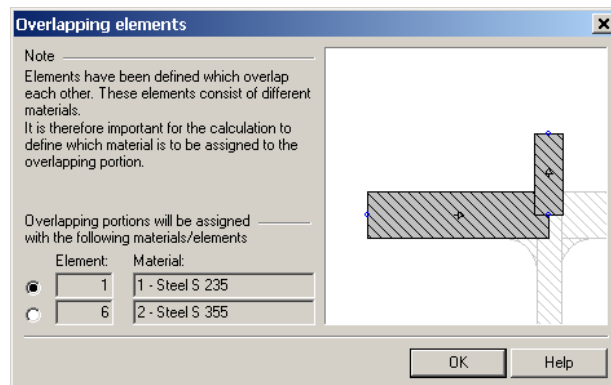 Overlapping elements
Note
Elements have been defined which overlap
each other. These elements consist of different
materials.
It is therefore important for the calculation to
define which material is to be assigned to the
overlapping portion.
Overlapping portions will be assigned
with the following materials/elements
Element: Material:
1 1 - Steel S 235
6 2 - Steel S 355
OK Help